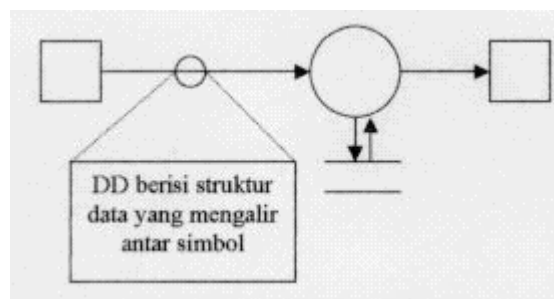 DD berisi struktur
data yang mengalir
antar simbol